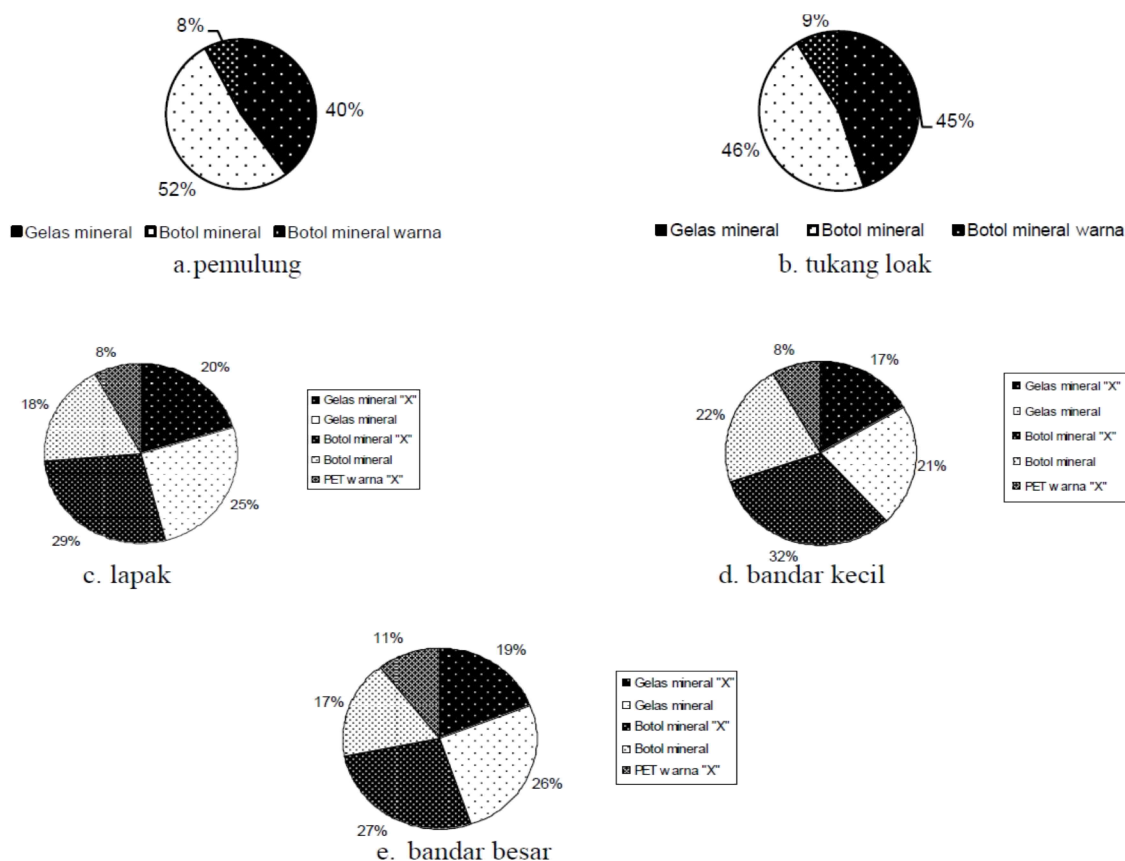 8%
40%
52%
Gelas mineral Botol mineral Botol mineral warna
a.pemulung
9%
45%
46%
Gelas mineral Botol mineral Botol mineral warna
b. tukang loak
8%
20%
18%
25%
29%
Gelas mineral "X"
Gelas mineral
Botol mineral "X"
Botol mineral
PET warna "X"
c. lapak
8%
17%
22%
21%
32%
Gelas mineral "X"
Gelas mineral
Botol mineral "X"
Botol mineral
PET warna "X"
d. bandar kecil
11%
19%
17%
26%
27%
Gelas mineral "X"
Gelas mineral
Botol mineral "X"
Botol mineral
PET warna "X"
e. bandar besar